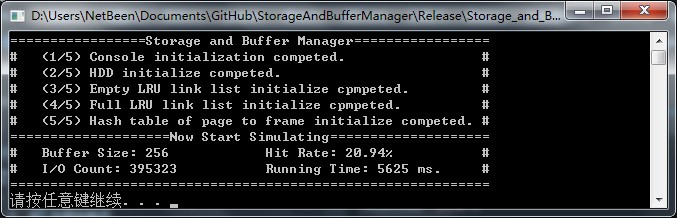 D:\Users\NetBeen\Documents\GitHub\StorageAndBufferManager\Release\Storage_and_B...
=================Storage and Buffer Manager=================
# (1/5) Console initialization competed. #
# (2/5) HDD initialize competed. #
# (3/5) Empty LRU link list initialize cpmpeted. #
# (4/5) Full LRU link list initialize cpmpeted. #
# (5/5) Hash table of page to frame initialize competed. #
====================Now Start Simulating====================
# Buffer Size: 256 Hit Rate: 20.94% #
# I/O Count: 395323 Running Time: 5625 ms. #
============================================================
请按任意键继续. . .